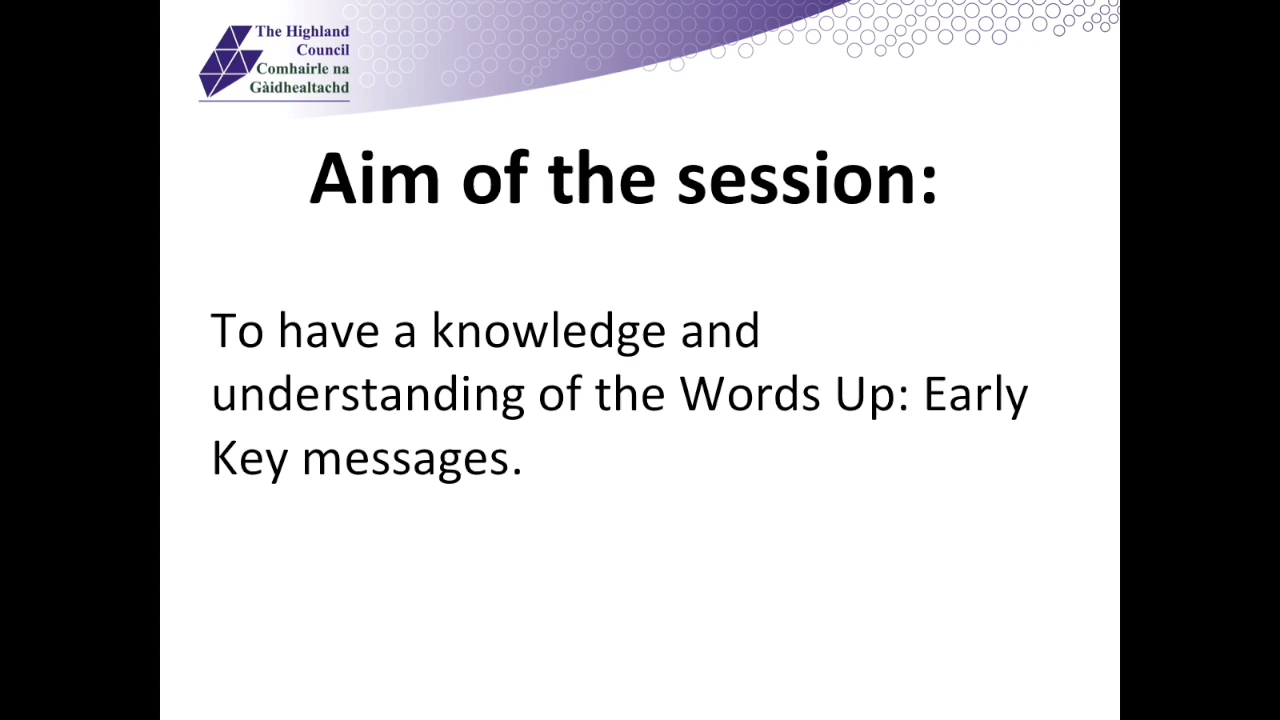 The Highland
Council
Comhairle na
Gàidhealtachd
Aim of the session:
To have a knowledge and
understanding of the Words Up: Early
Key messages.